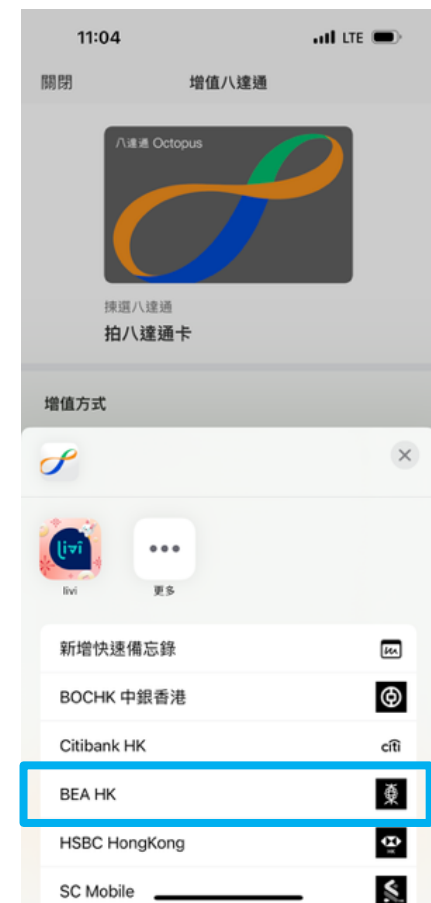 11:04 LTE
關閉 增值八達通
八達通 Octopus
揀選八達通
拍八達通卡
增值方式
livi
livi 更多
新增快速備忘錄
BOCHK 中銀香港
Citibank HK citi
BEA HK
HSBC HongKong HK
SC Mobile